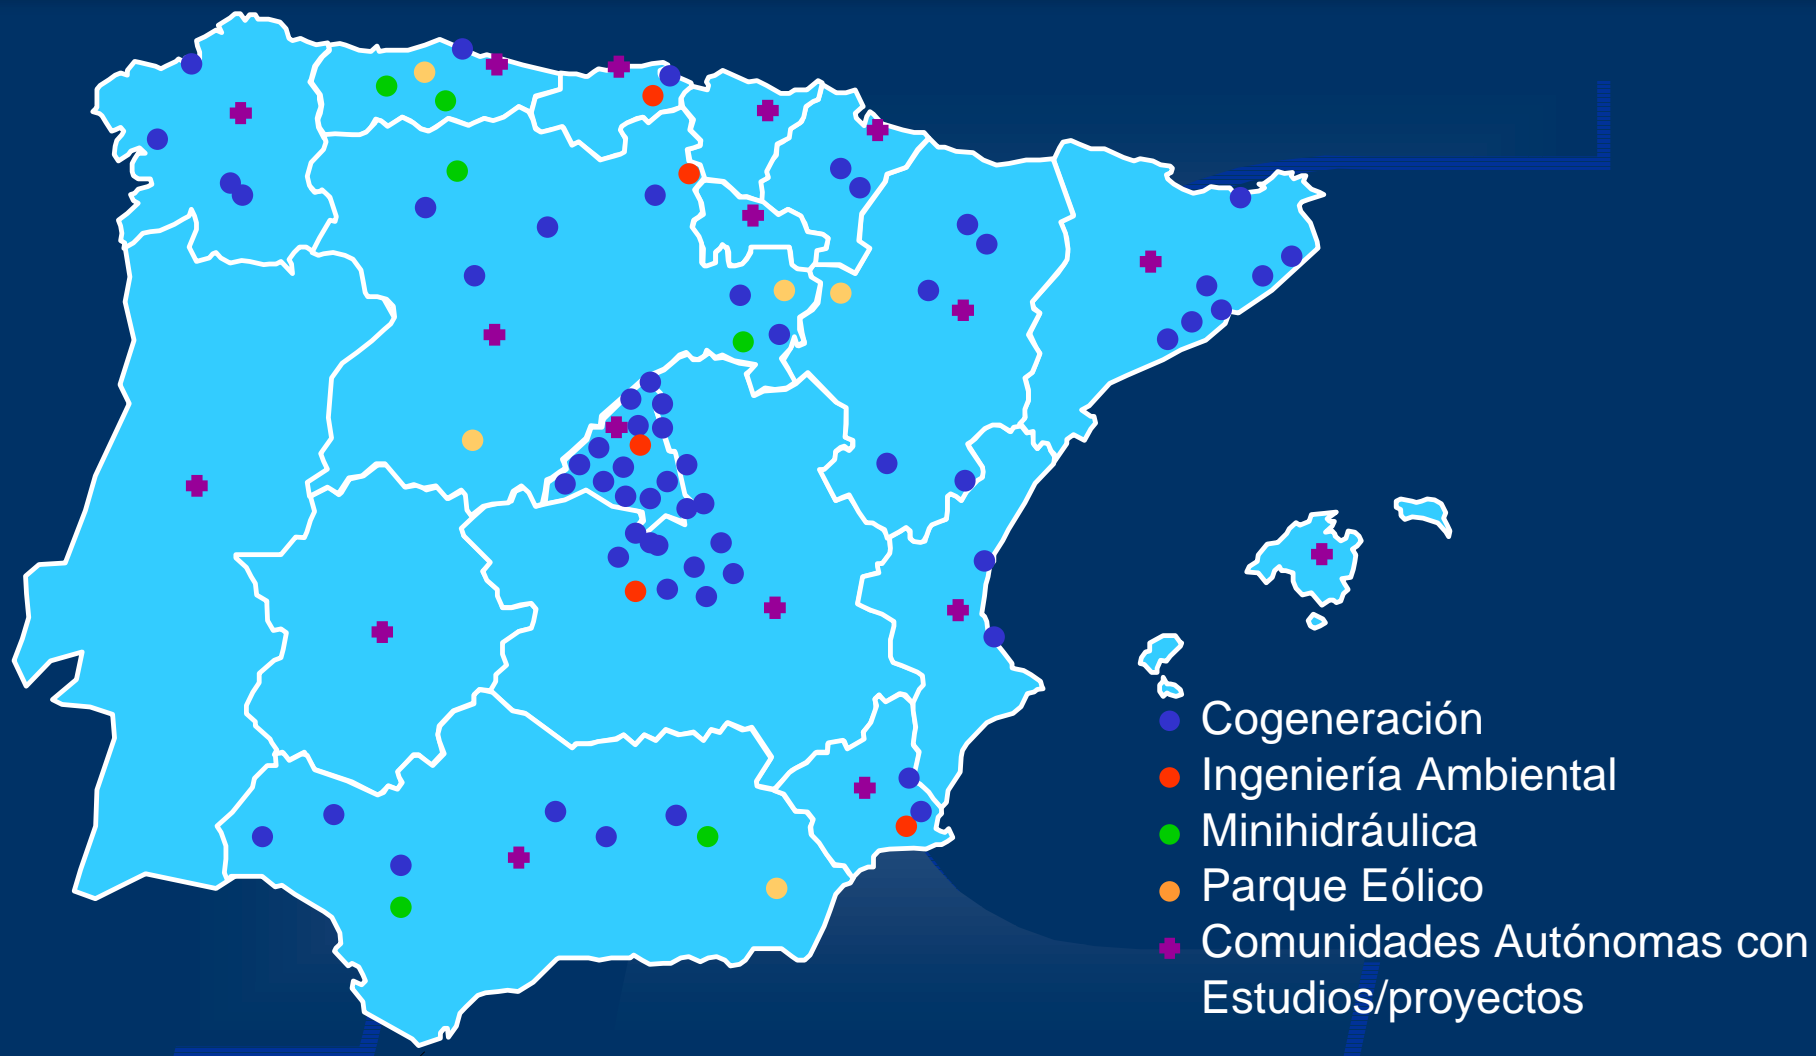 Cogeneración
Ingeniería Ambiental
Minihidráulica
Parque Eólico
Comunidades Autónomas con
Estudios/proyectos